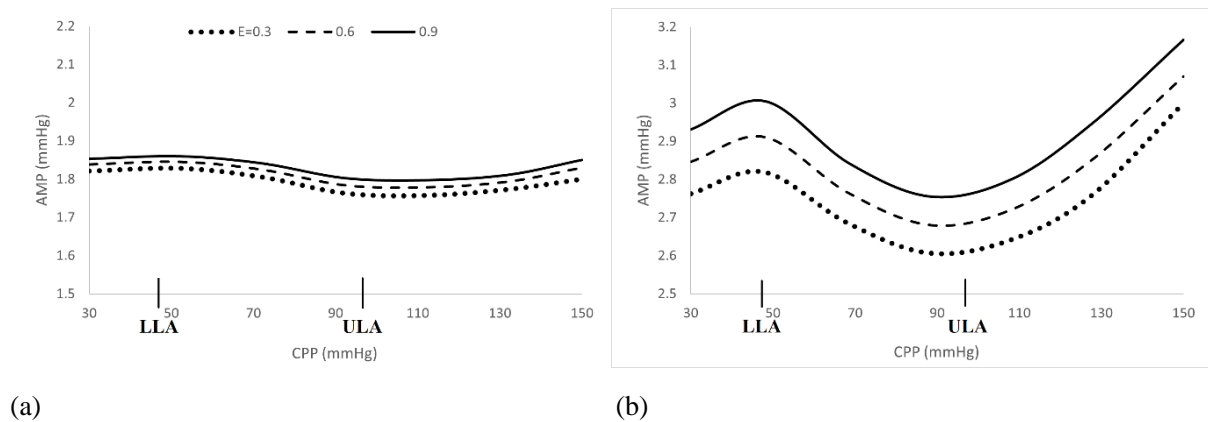 2.2
2.1
2
1.9
1.8
1.7
1.6
1.5
AMP (mmHg)
E=0.3 0.6 0.9
30 50 70 90 110 130 150
LLA ULA
CPP (mmHg)
(a)
3.2
3.1
3
2.9
2.8
2.7
2.6
2.5
AMP (mmHg)
30 50 70 90 110 130 150
LLA ULA
CPP (mmHg)
(b)